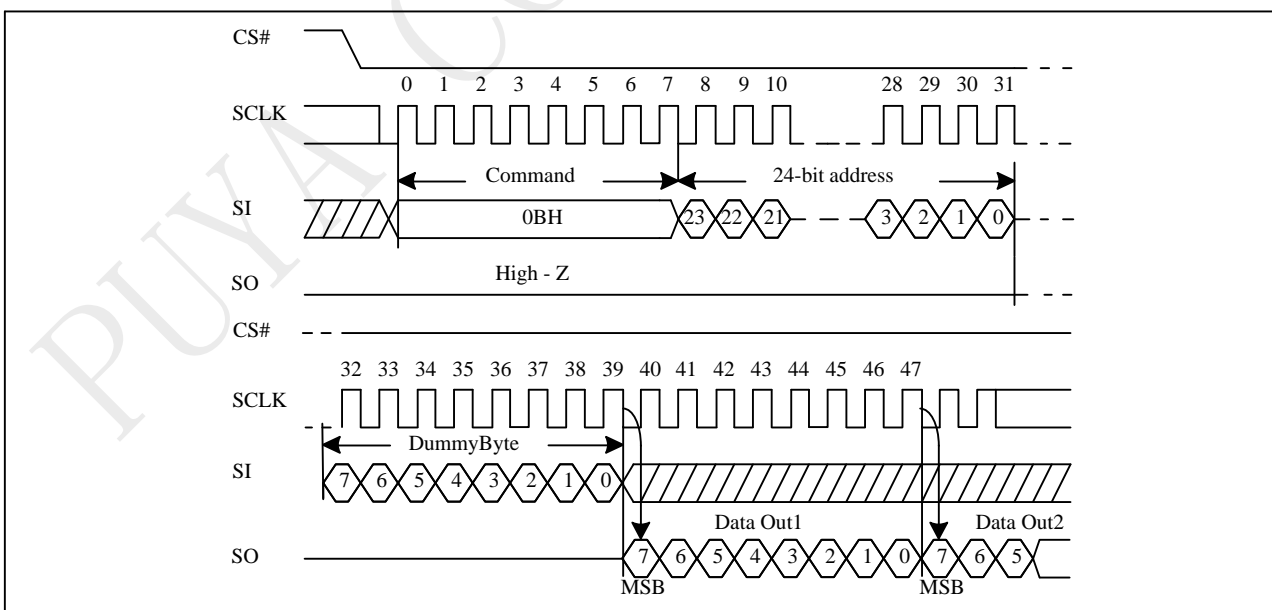 PUYA CO
CS#
0 1 2 3 4 5 6 7 8 9 10 28 29 30 31
SCLK
Command 24-bit address
SI 0BH 23 22 21 3 2 1 0
High - Z
SO
CS#
32 33 34 35 36 37 38 39 40 41 42 43 44 45 46 47
SCLK
DummyByte
SI 7 6 5 4 3 2 1 0
Data Out1 Data Out2
SO 7 6 5 4 3 2 1 0 7 6 5
MSB MSB